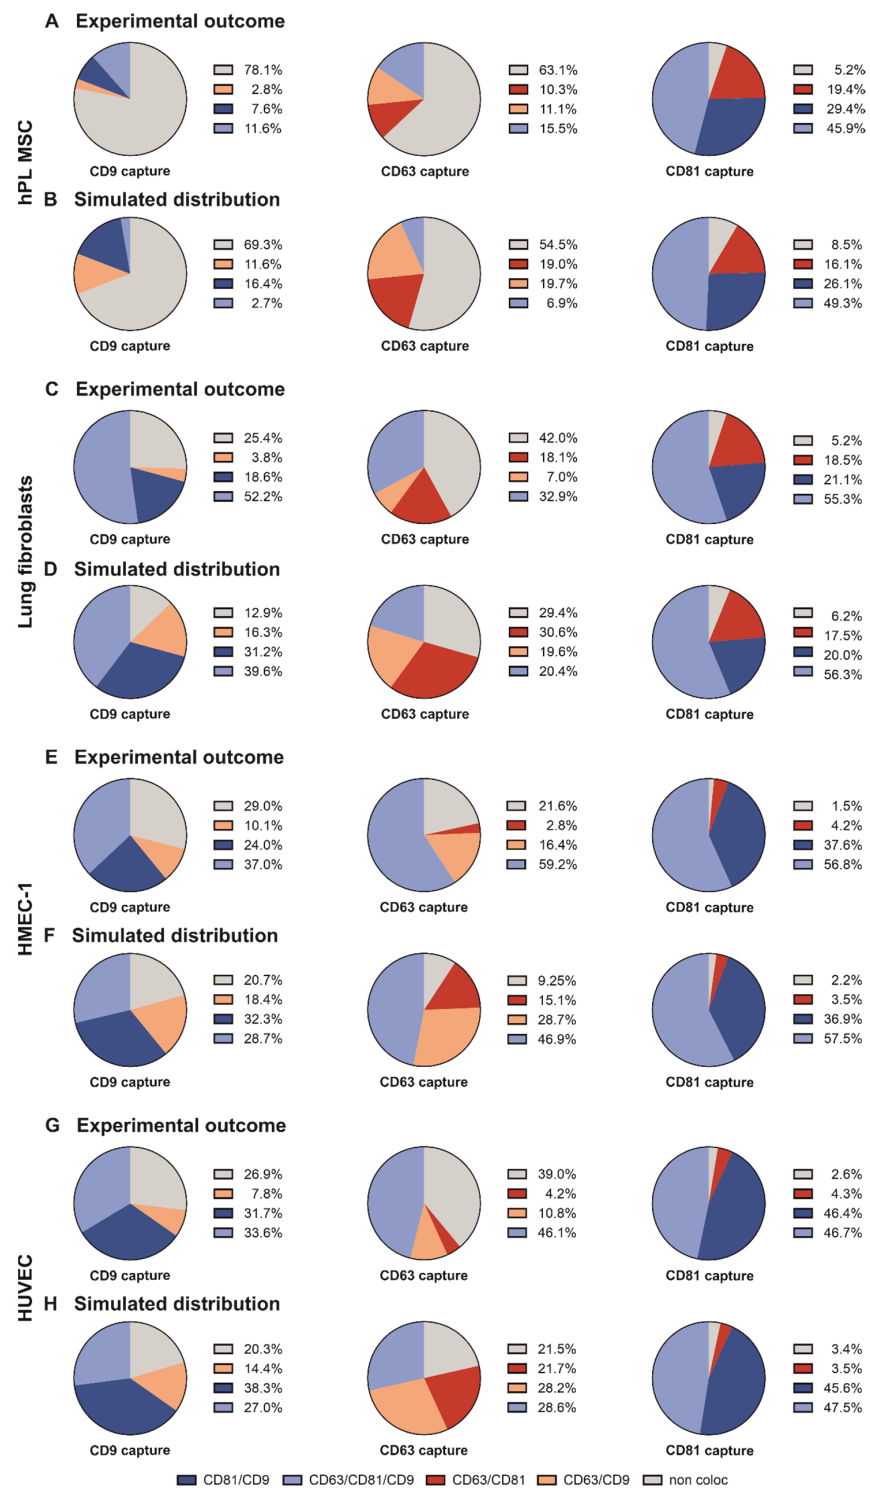 A Experimental outcome
78.1% 63.1% 5.2%
2.8% 10.3% 19.4%
7.6% 11.1% 29.4%
11.6% 15.5% 45.9%
CD9 capture CD63 capture CD81 capture
hPL MSC
B Simulated distribution
69.3% 54.5% 8.5%
11.6% 19.0% 16.1%
16.4% 19.7% 26.1%
2.7% 6.9% 49.3%
CD9 capture CD63 capture CD81 capture
C Experimental outcome
25.4% 42.0% 5.2%
3.8% 18.1% 18.5%
18.6% 7.0% 21.1%
52.2% 32.9% 55.3%
CD9 capture CD63 capture CD81 capture
Lung fibroblasts
D Simulated distribution
12.9% 29.4% 6.2%
16.3% 30.6% 17.5%
31.2% 19.6% 20.0%
39.6% 20.4% 56.3%
CD9 capture CD63 capture CD81 capture
E Experimental outcome
29.0% 21.6% 1.5%
10.1% 2.8% 4.2%
24.0% 16.4% 37.6%
37.0% 59.2% 56.8%
CD9 capture CD63 capture CD81 capture
HMEC-1
F Simulated distribution
20.7% 9.25% 2.2%
18.4% 15.1% 3.5%
32.3% 28.7% 36.9%
28.7% 46.9% 57.5%
CD9 capture CD63 capture CD81 capture
G Experimental outcome
26.9% 39.0% 2.6%
7.8% 4.2% 4.3%
31.7% 10.8% 46.4%
33.6% 46.1% 46.7%
CD9 capture CD63 capture CD81 capture
HUVEC
H Simulated distribution
20.3% 21.5% 3.4%
14.4% 21.7% 3.5%
38.3% 28.2% 45.6%
27.0% 28.6% 47.5%
CD9 capture CD63 capture CD81 capture
CD81/CD9 CD63/CD81/CD9 CD63/CD81 CD63/CD9 non coloc